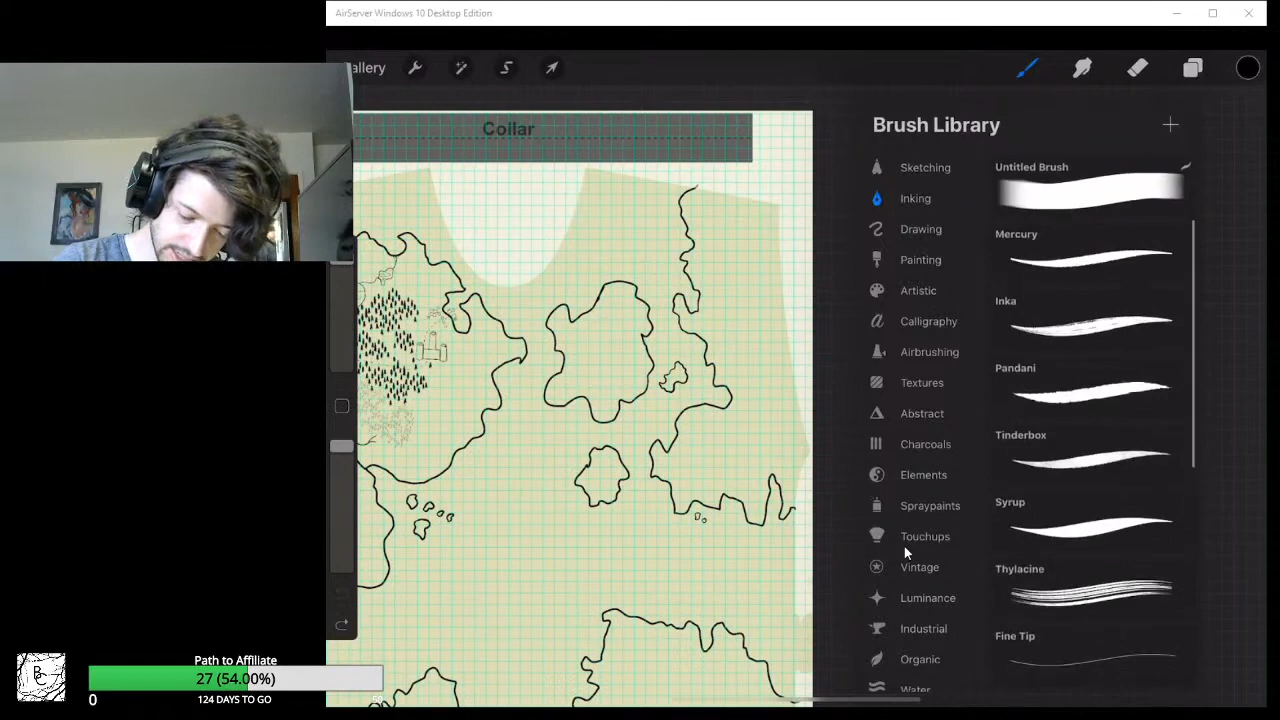 AirServer Windows 10 Desktop Edition
allery
Collar
Brush Library
Sketching
Inking
Drawing
Painting
Artistic
Calligraphy
Airbrushing
Textures
Abstract
Charcoals
Elements
Spraypaints
Touchups
Vintage
Luminance
Industrial
Organic
Water
Untitled Brush
Mercury
Inka
Pandani
Tinderbox
Syrup
Thylacine
Fine Tip
Path to Affiliate
27 (54.00%)
0
50
124 DAYS TO GO